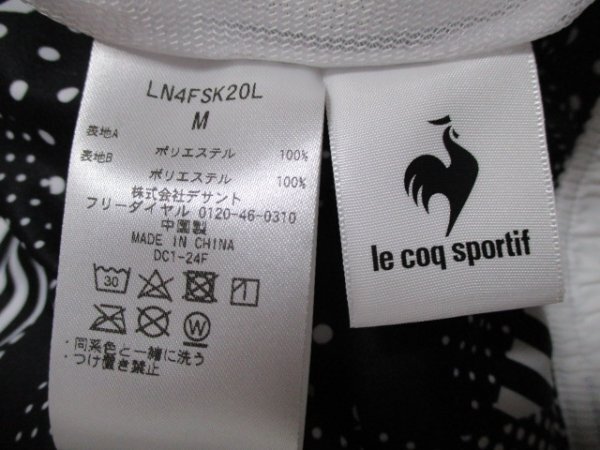 LN4FSK20L
M
表地A ポリエステル 100%
表地B ポリエステル 100%
株式会社デサント
フリーダイヤル 0120-46-0310
中国製
MADE IN CHINA
DC1-24F
30
W
・同系色と一緒に洗う
・つけ置き禁止
le coq sportif